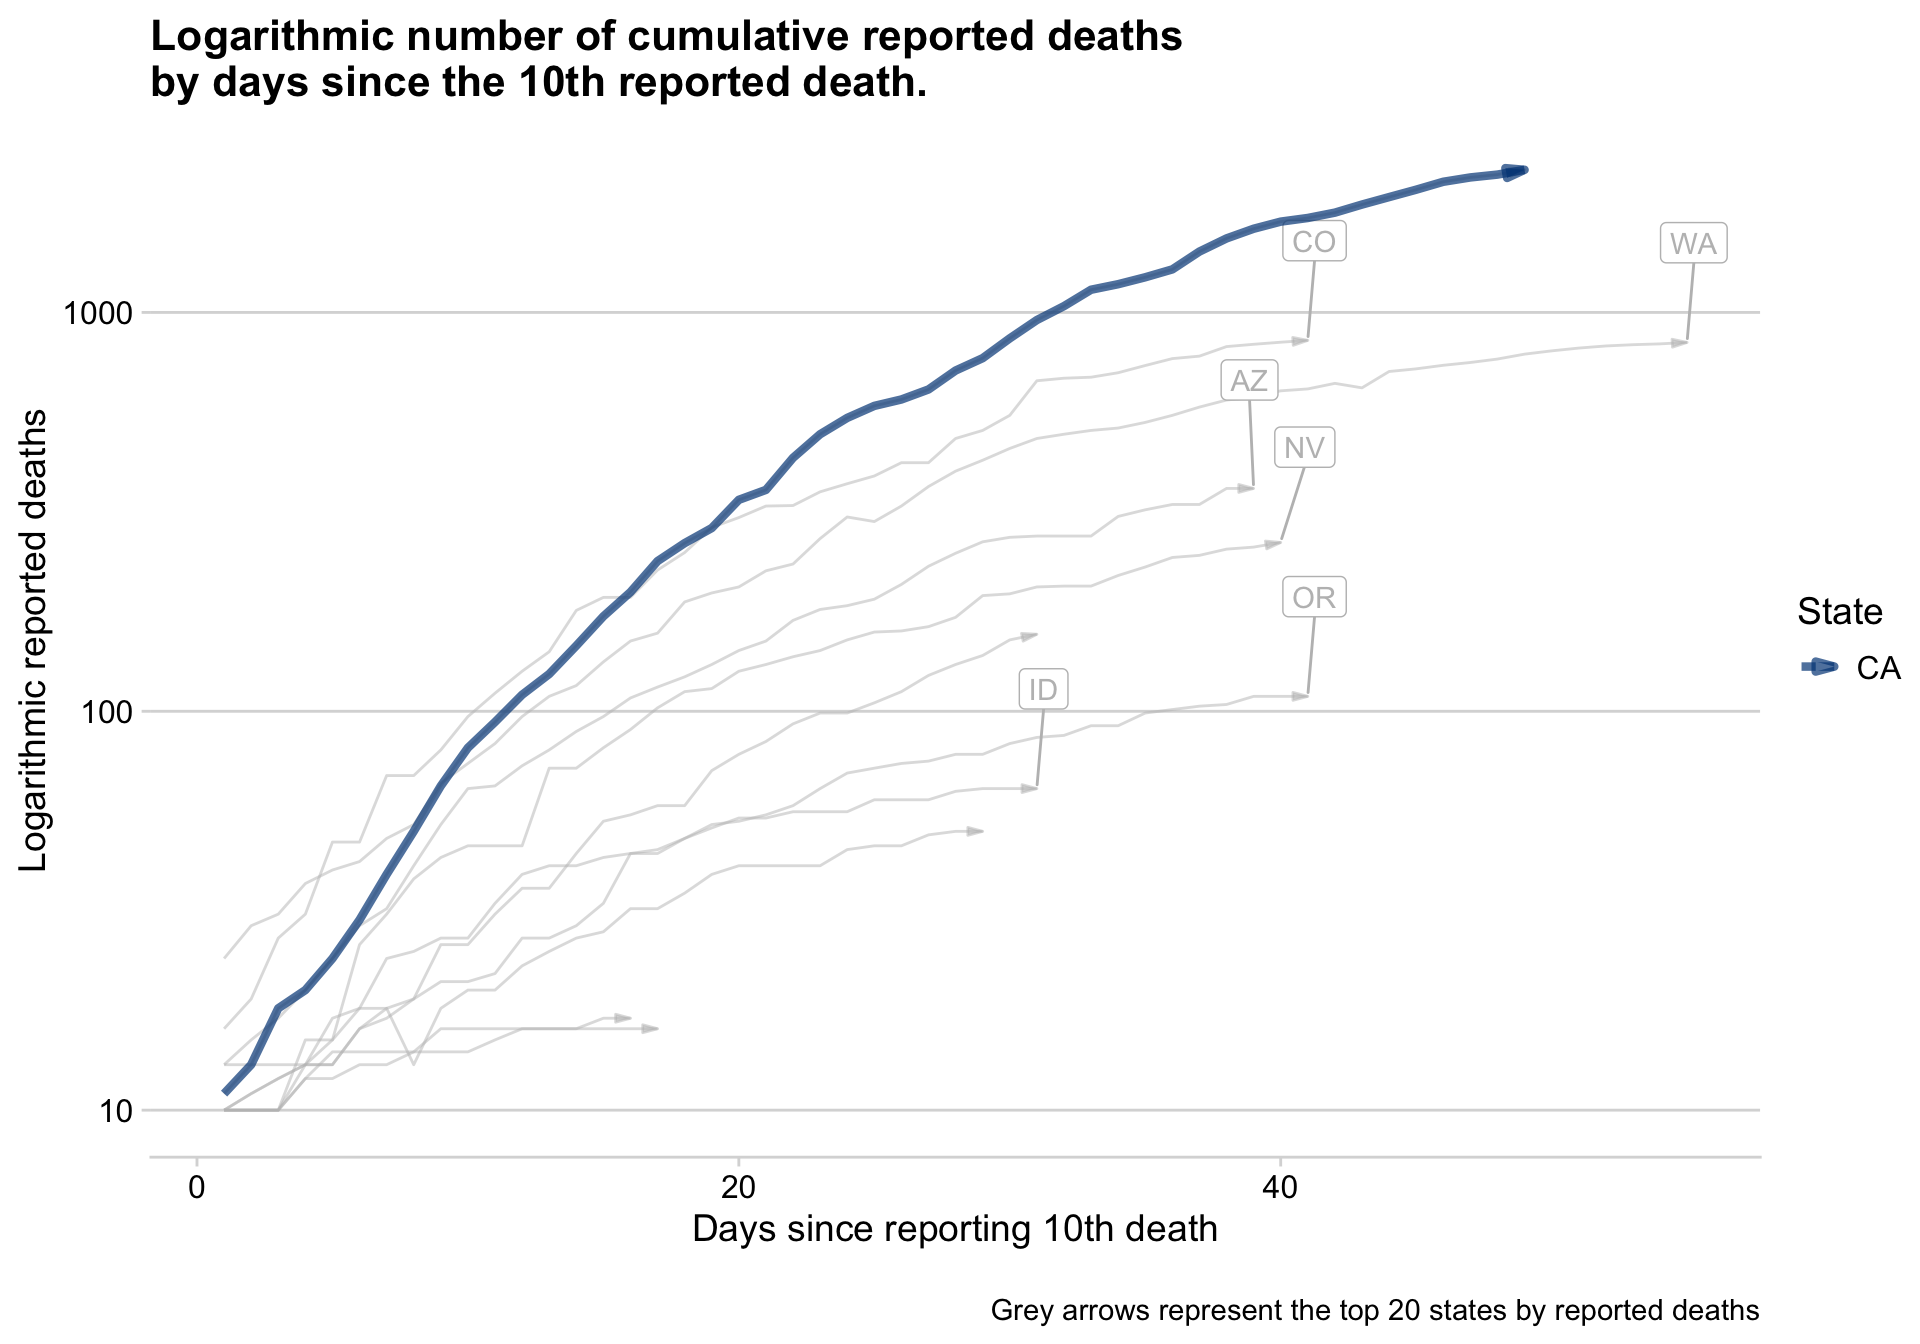 Logarithmic number of cumulative reported deaths
by days since the 10th reported death.
CO
WA
1000
AZ
NV
OR
ID
100
10
Logarithmic reported deaths
State
CA
0 20 40
Days since reporting 10th death
Grey arrows represent the top 20 states by reported deaths